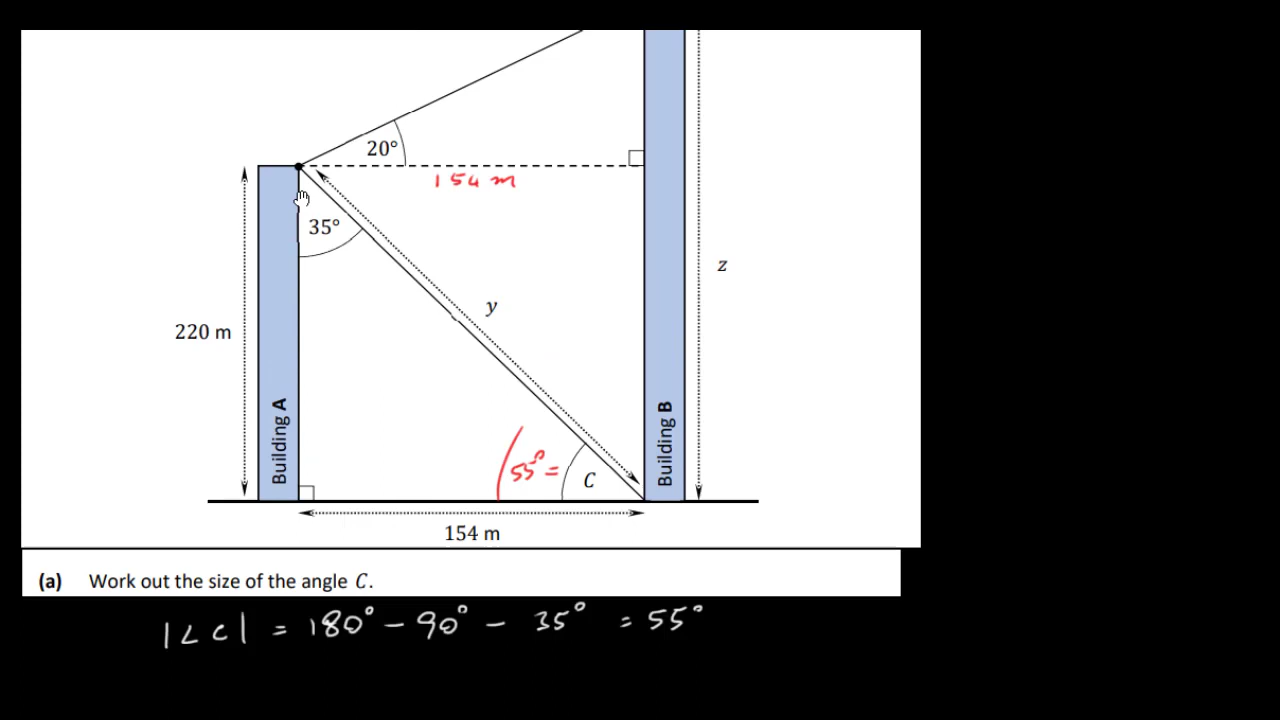 20°
154 m
35°
y
z
220 m
Building A
Building B
55° =
C
154 m
(a) Work out the size of the angle C.
|∠C| = 180° − 90° − 35° = 55°